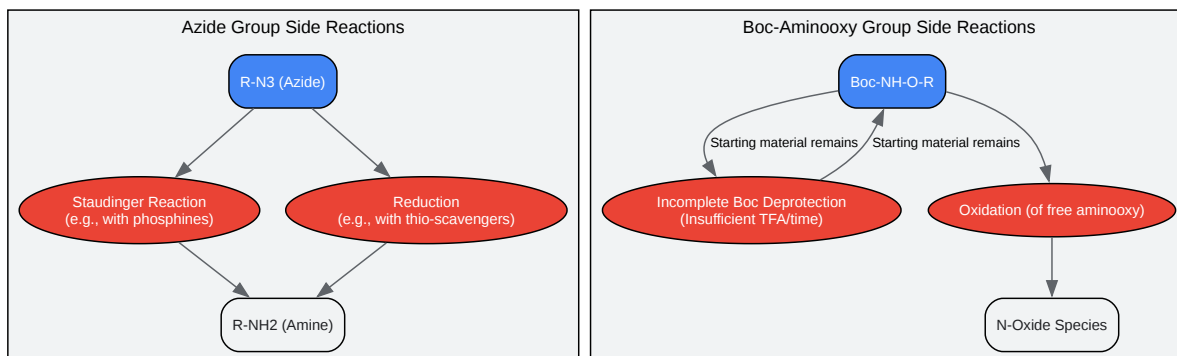 Azide Group Side Reactions
R-N3 (Azide)
Staudinger Reaction
(e.g., with phosphines)
Reduction
(e.g., with thio-scavengers)
R-NH2 (Amine)
Boc-Aminooxy Group Side Reactions
Boc-NH-O-R
Starting material remains
Starting material remains
Incomplete Boc Deprotection
(Insufficient TFA/time)
Oxidation (of free aminooxy)
N-Oxide Species